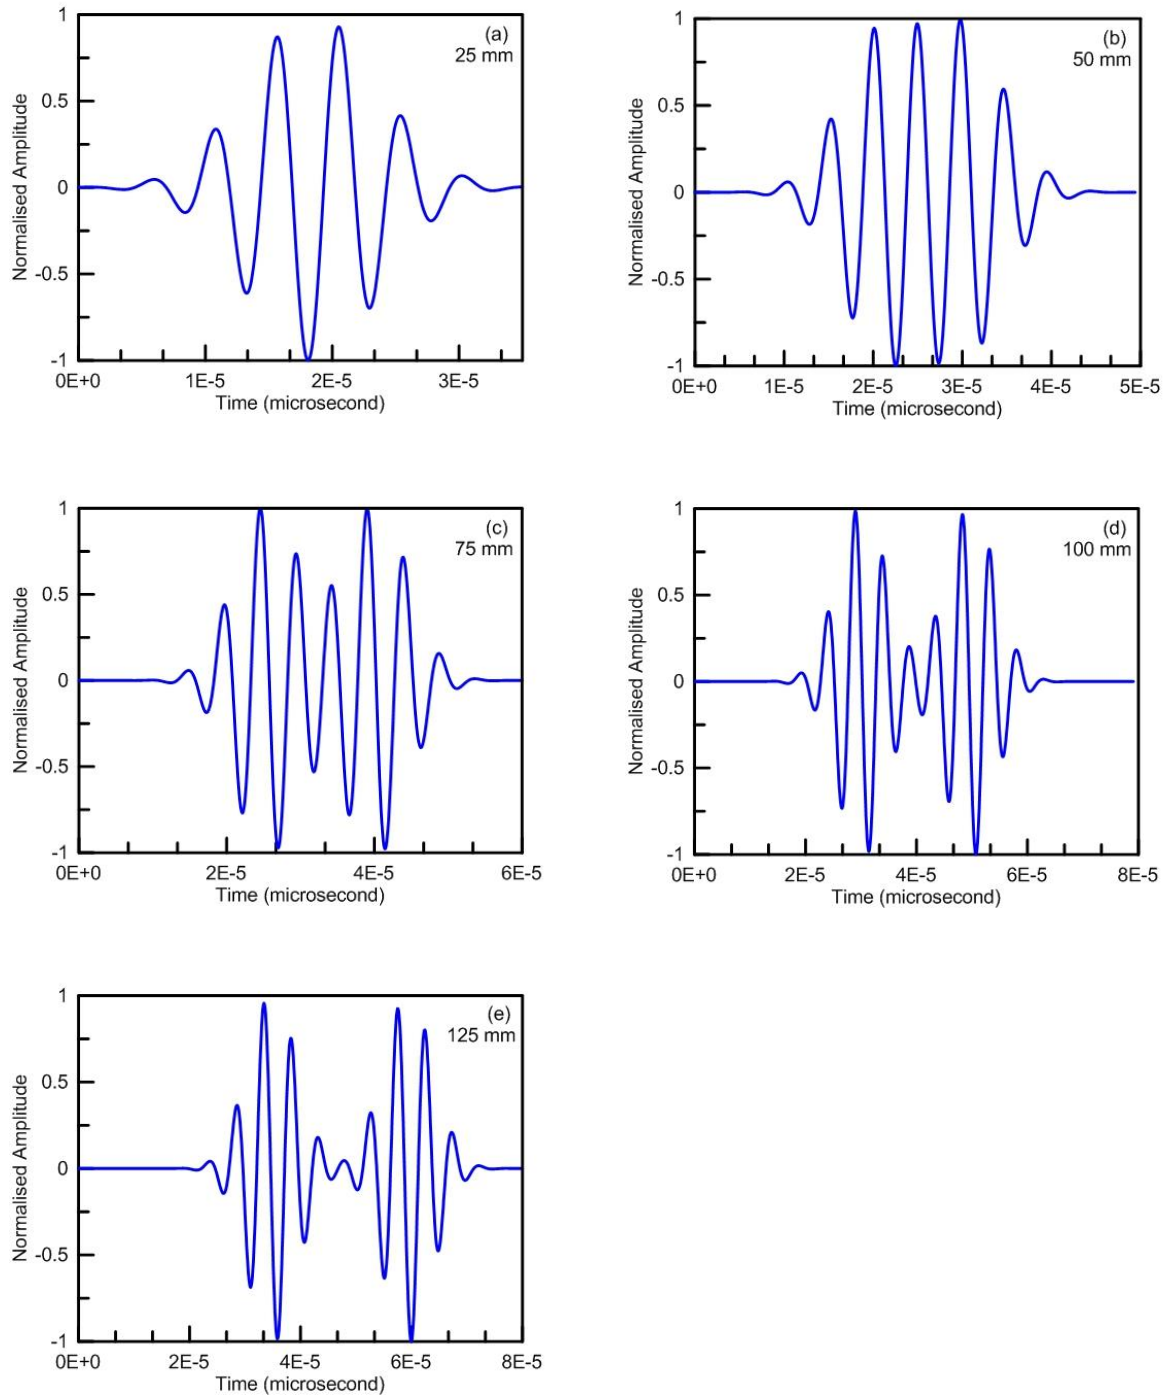 (a)
25 mm
1
0.5
0
-0.5
-1
Normalised Amplitude
0E+0 1E-5 2E-5 3E-5
Time (microsecond)
(b)
50 mm
1
0.5
0
-0.5
-1
Normalised Amplitude
0E+0 1E-5 2E-5 3E-5 4E-5 5E-5
Time (microsecond)
(c)
75 mm
1
0.5
0
-0.5
-1
Normalised Amplitude
0E+0 2E-5 4E-5 6E-5
Time (microsecond)
(d)
100 mm
1
0.5
0
-0.5
-1
Normalised Amplitude
0E+0 2E-5 4E-5 6E-5 8E-5
Time (microsecond)
(e)
125 mm
1
0.5
0
-0.5
-1
Normalised Amplitude
0E+0 2E-5 4E-5 6E-5 8E-5
Time (microsecond)